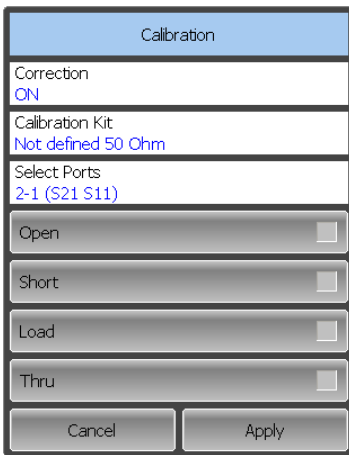 Calibration
Correction
ON
Calibration Kit
Not defined 50 Ohm
Select Ports
2-1 (S21 S11)
Open
Short
Load
Thru
Cancel Apply